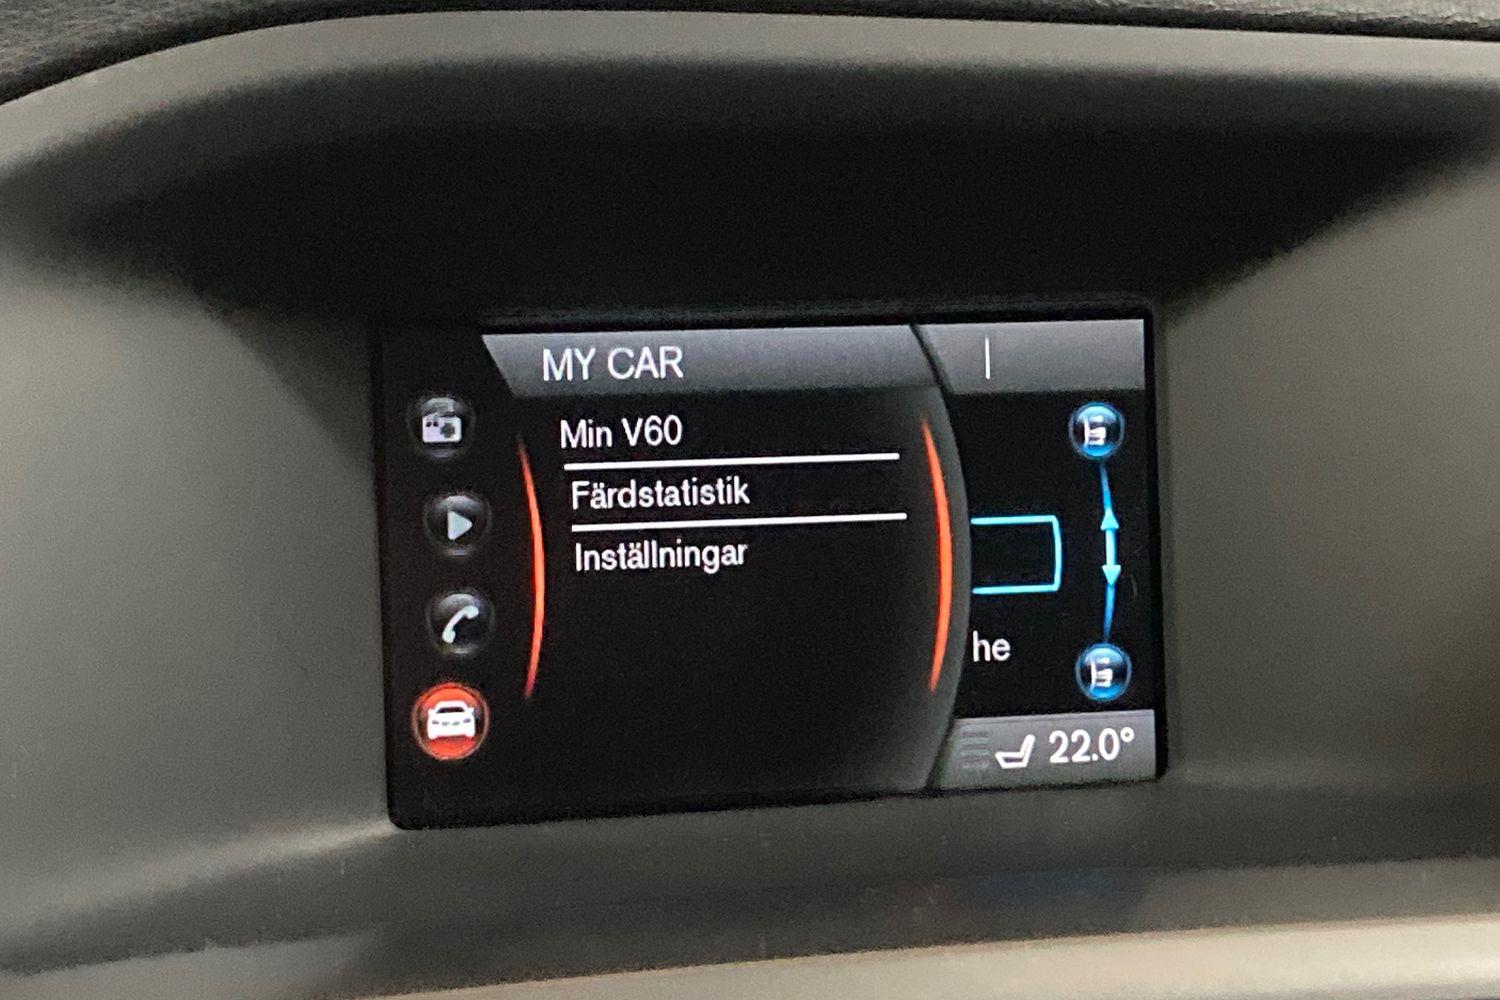 MY CAR
Min V60
Färdstatistik
Inställningar
he
22.0°